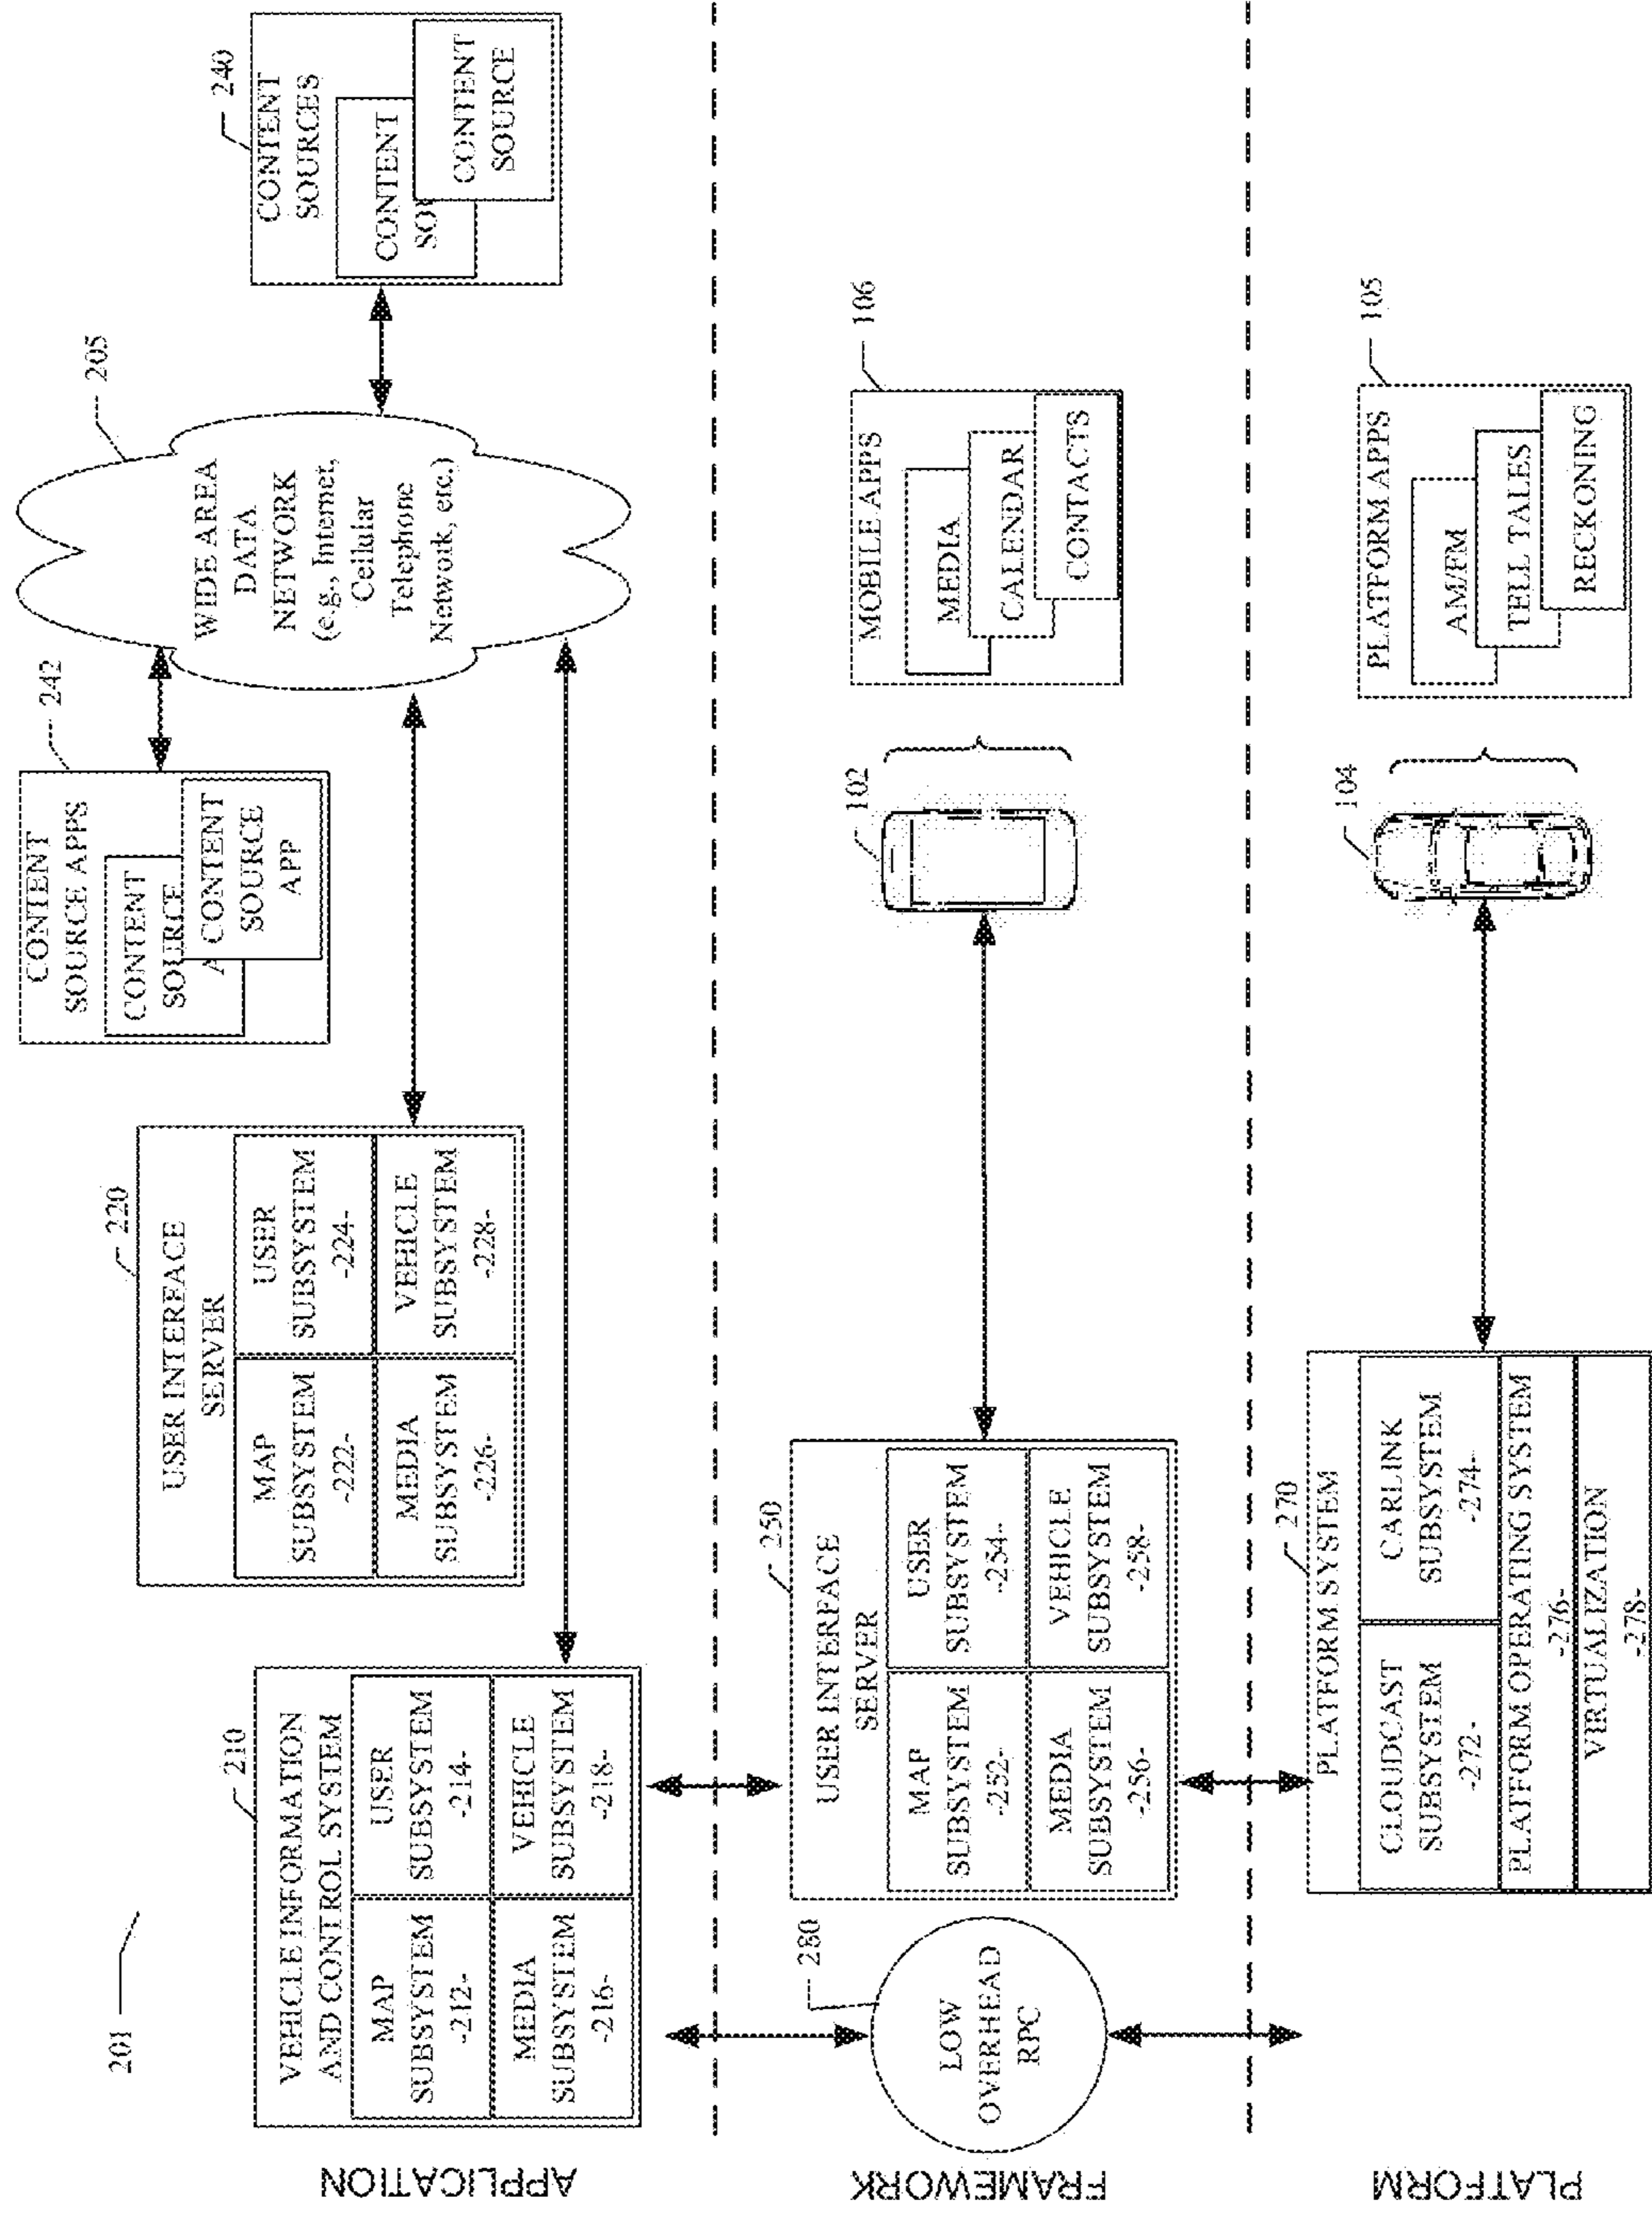 201
APPLICATION
210
VEHICLE INFORMATION
AND CONTROL SYSTEM
MAP
SUBSYSTEM
-212-
USER
SUBSYSTEM
-214-
MEDIA
SUBSYSTEM
-216-
VEHICLE
SUBSYSTEM
-218-
220
USER INTERFACE
SERVER
MAP
SUBSYSTEM
-222-
USER
SUBSYSTEM
-224-
MEDIA
SUBSYSTEM
-226-
VEHICLE
SUBSYSTEM
-228-
242
CONTENT
SOURCE APPS
CONTENT
SOURCE
A
CONTENT
SOURCE
APP
205
WIDE AREA
DATA
NETWORK
(e.g., Internet,
Cellular
Telephone
Network, etc.)
240
CONTENT
SOURCES
CONTENT
SOU
CONTENT
SOURCE
FRAMEWORK
280
LOW
OVERHEAD
RPC
250
USER INTERFACE
SERVER
MAP
SUBSYSTEM
-252-
USER
SUBSYSTEM
-254-
MEDIA
SUBSYSTEM
-256-
VEHICLE
SUBSYSTEM
-258-
102
106
MOBILE APPS
MEDIA
CALENDAR
CONTACTS
PLATFORM
270
PLATFORM SYSTEM
CLOUDCAST
SUBSYSTEM
-272-
CARLINK
SUBSYSTEM
-274-
PLATFORM OPERATING SYSTEM
-276-
VIRTUALIZATION
-278-
104
105
PLATFORM APPS
AM/FM
TELL TALES
RECKONING